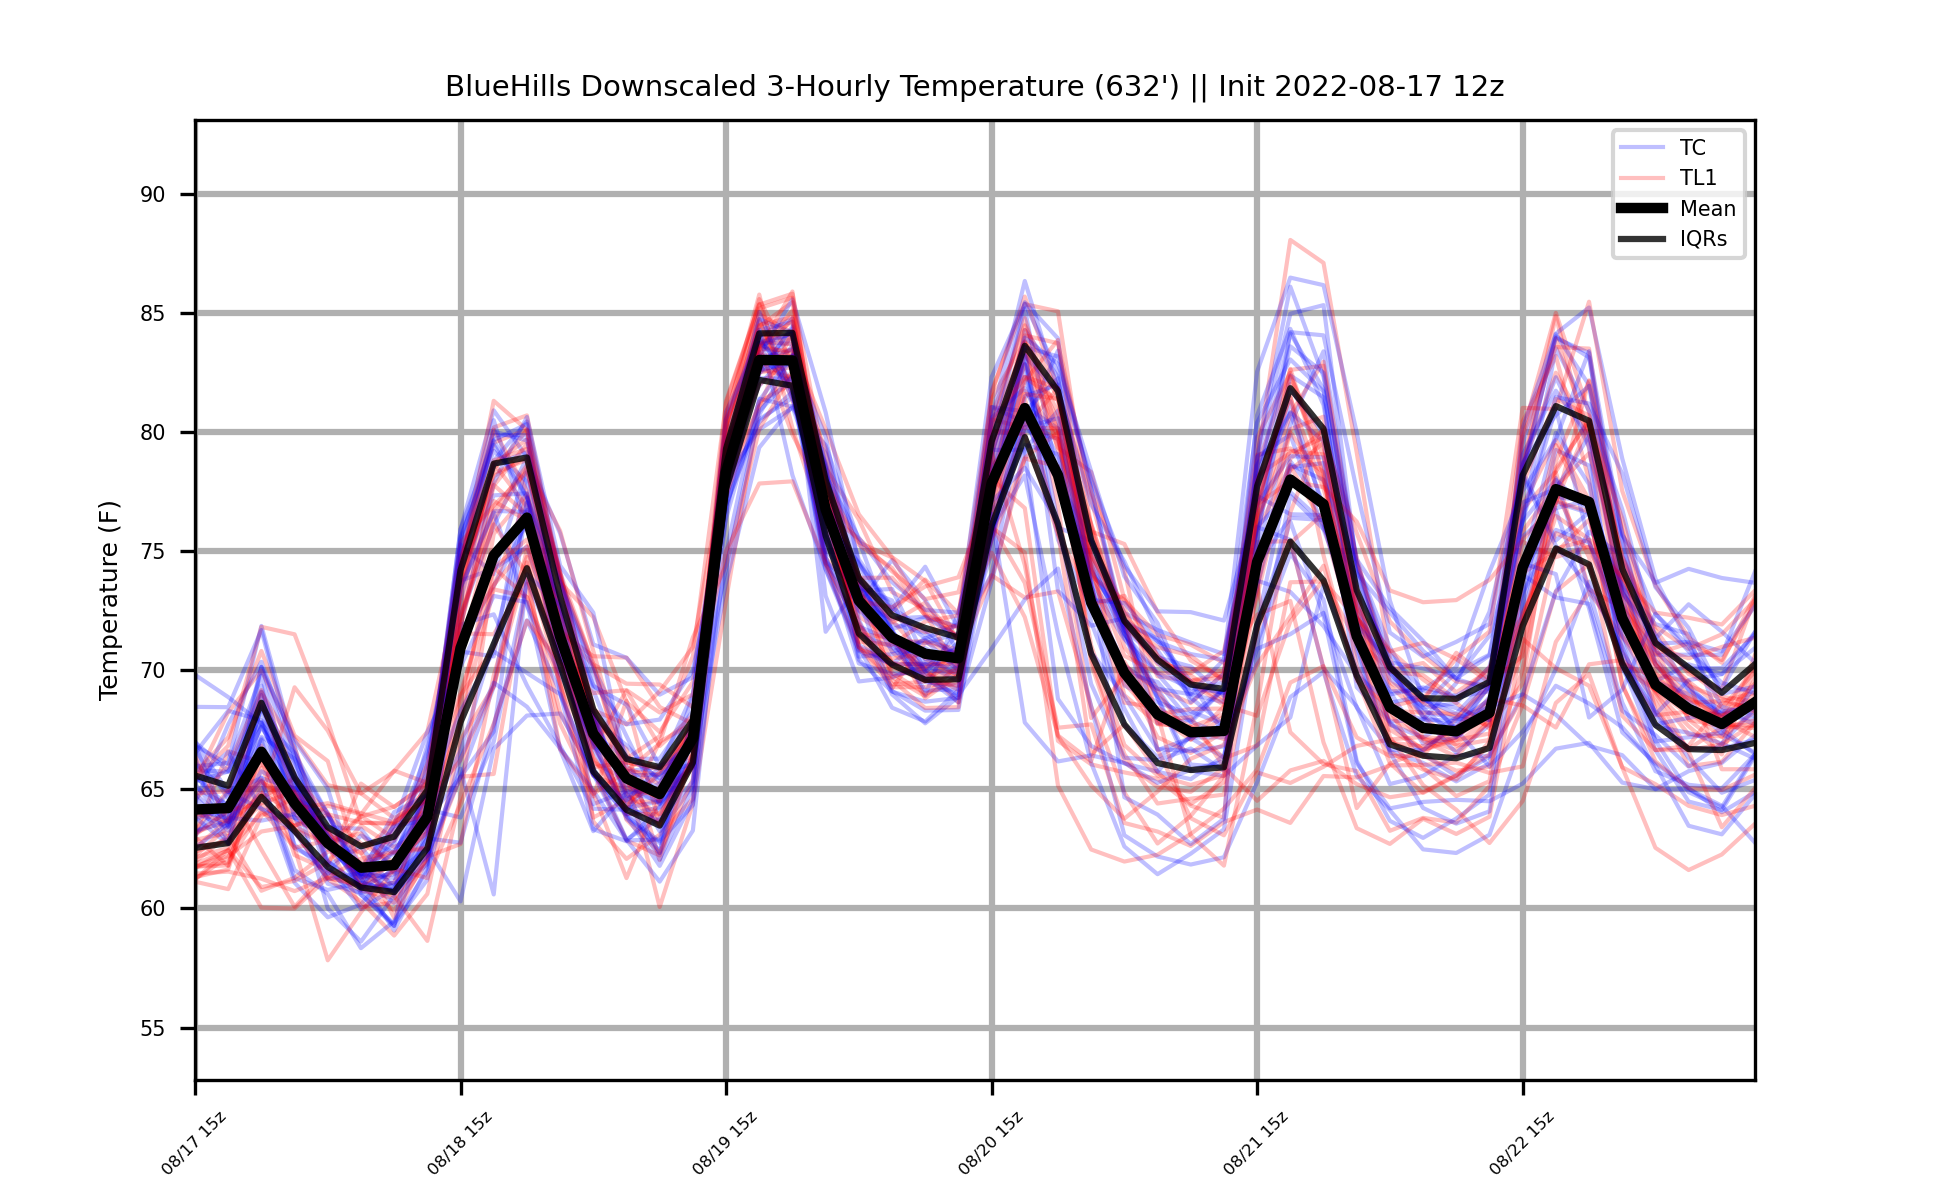 BlueHills Downscaled 3-Hourly Temperature (632') || Init 2022-08-17 12z
TC
TL1
Mean
IQRs
Temperature (F)
90
85
80
75
70
65
60
55
08/17 15z
08/18 15z
08/19 15z
08/20 15z
08/21 15z
08/22 15z